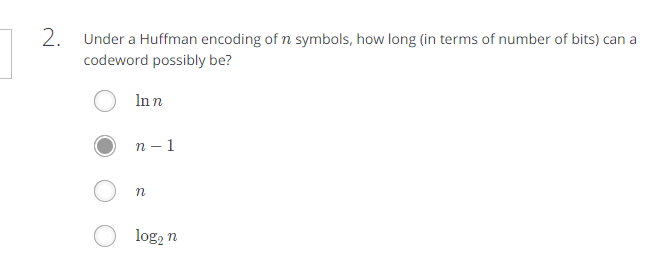 2. Under a Huffman encoding of n symbols, how long (in terms of number of bits) can a
codeword possibly be?
ln n
n − 1
n
log₂ n